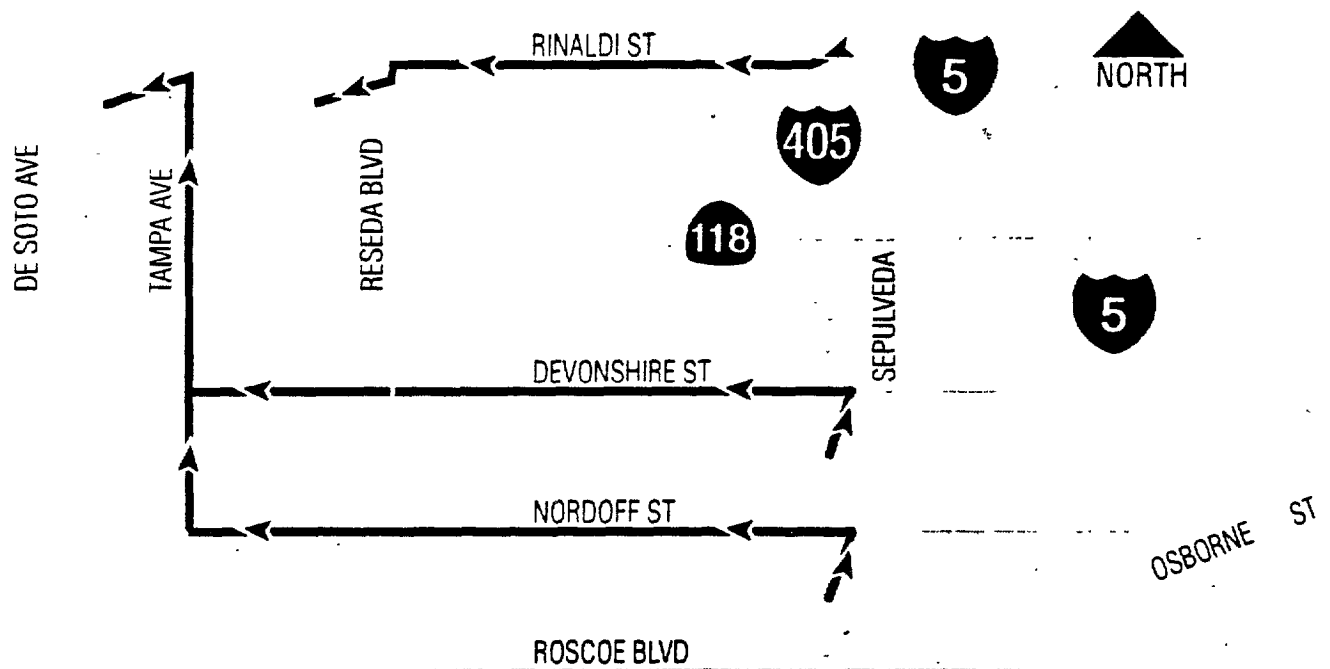 RINALDI ST
5
NORTH
405
DE SOTO AVE
TAMPA AVE
RESEDA BLVD
118
SEPULVEDA
5
DEVONSHIRE ST
NORDOFF ST
OSBORNE ST
ROSCOE BLVD